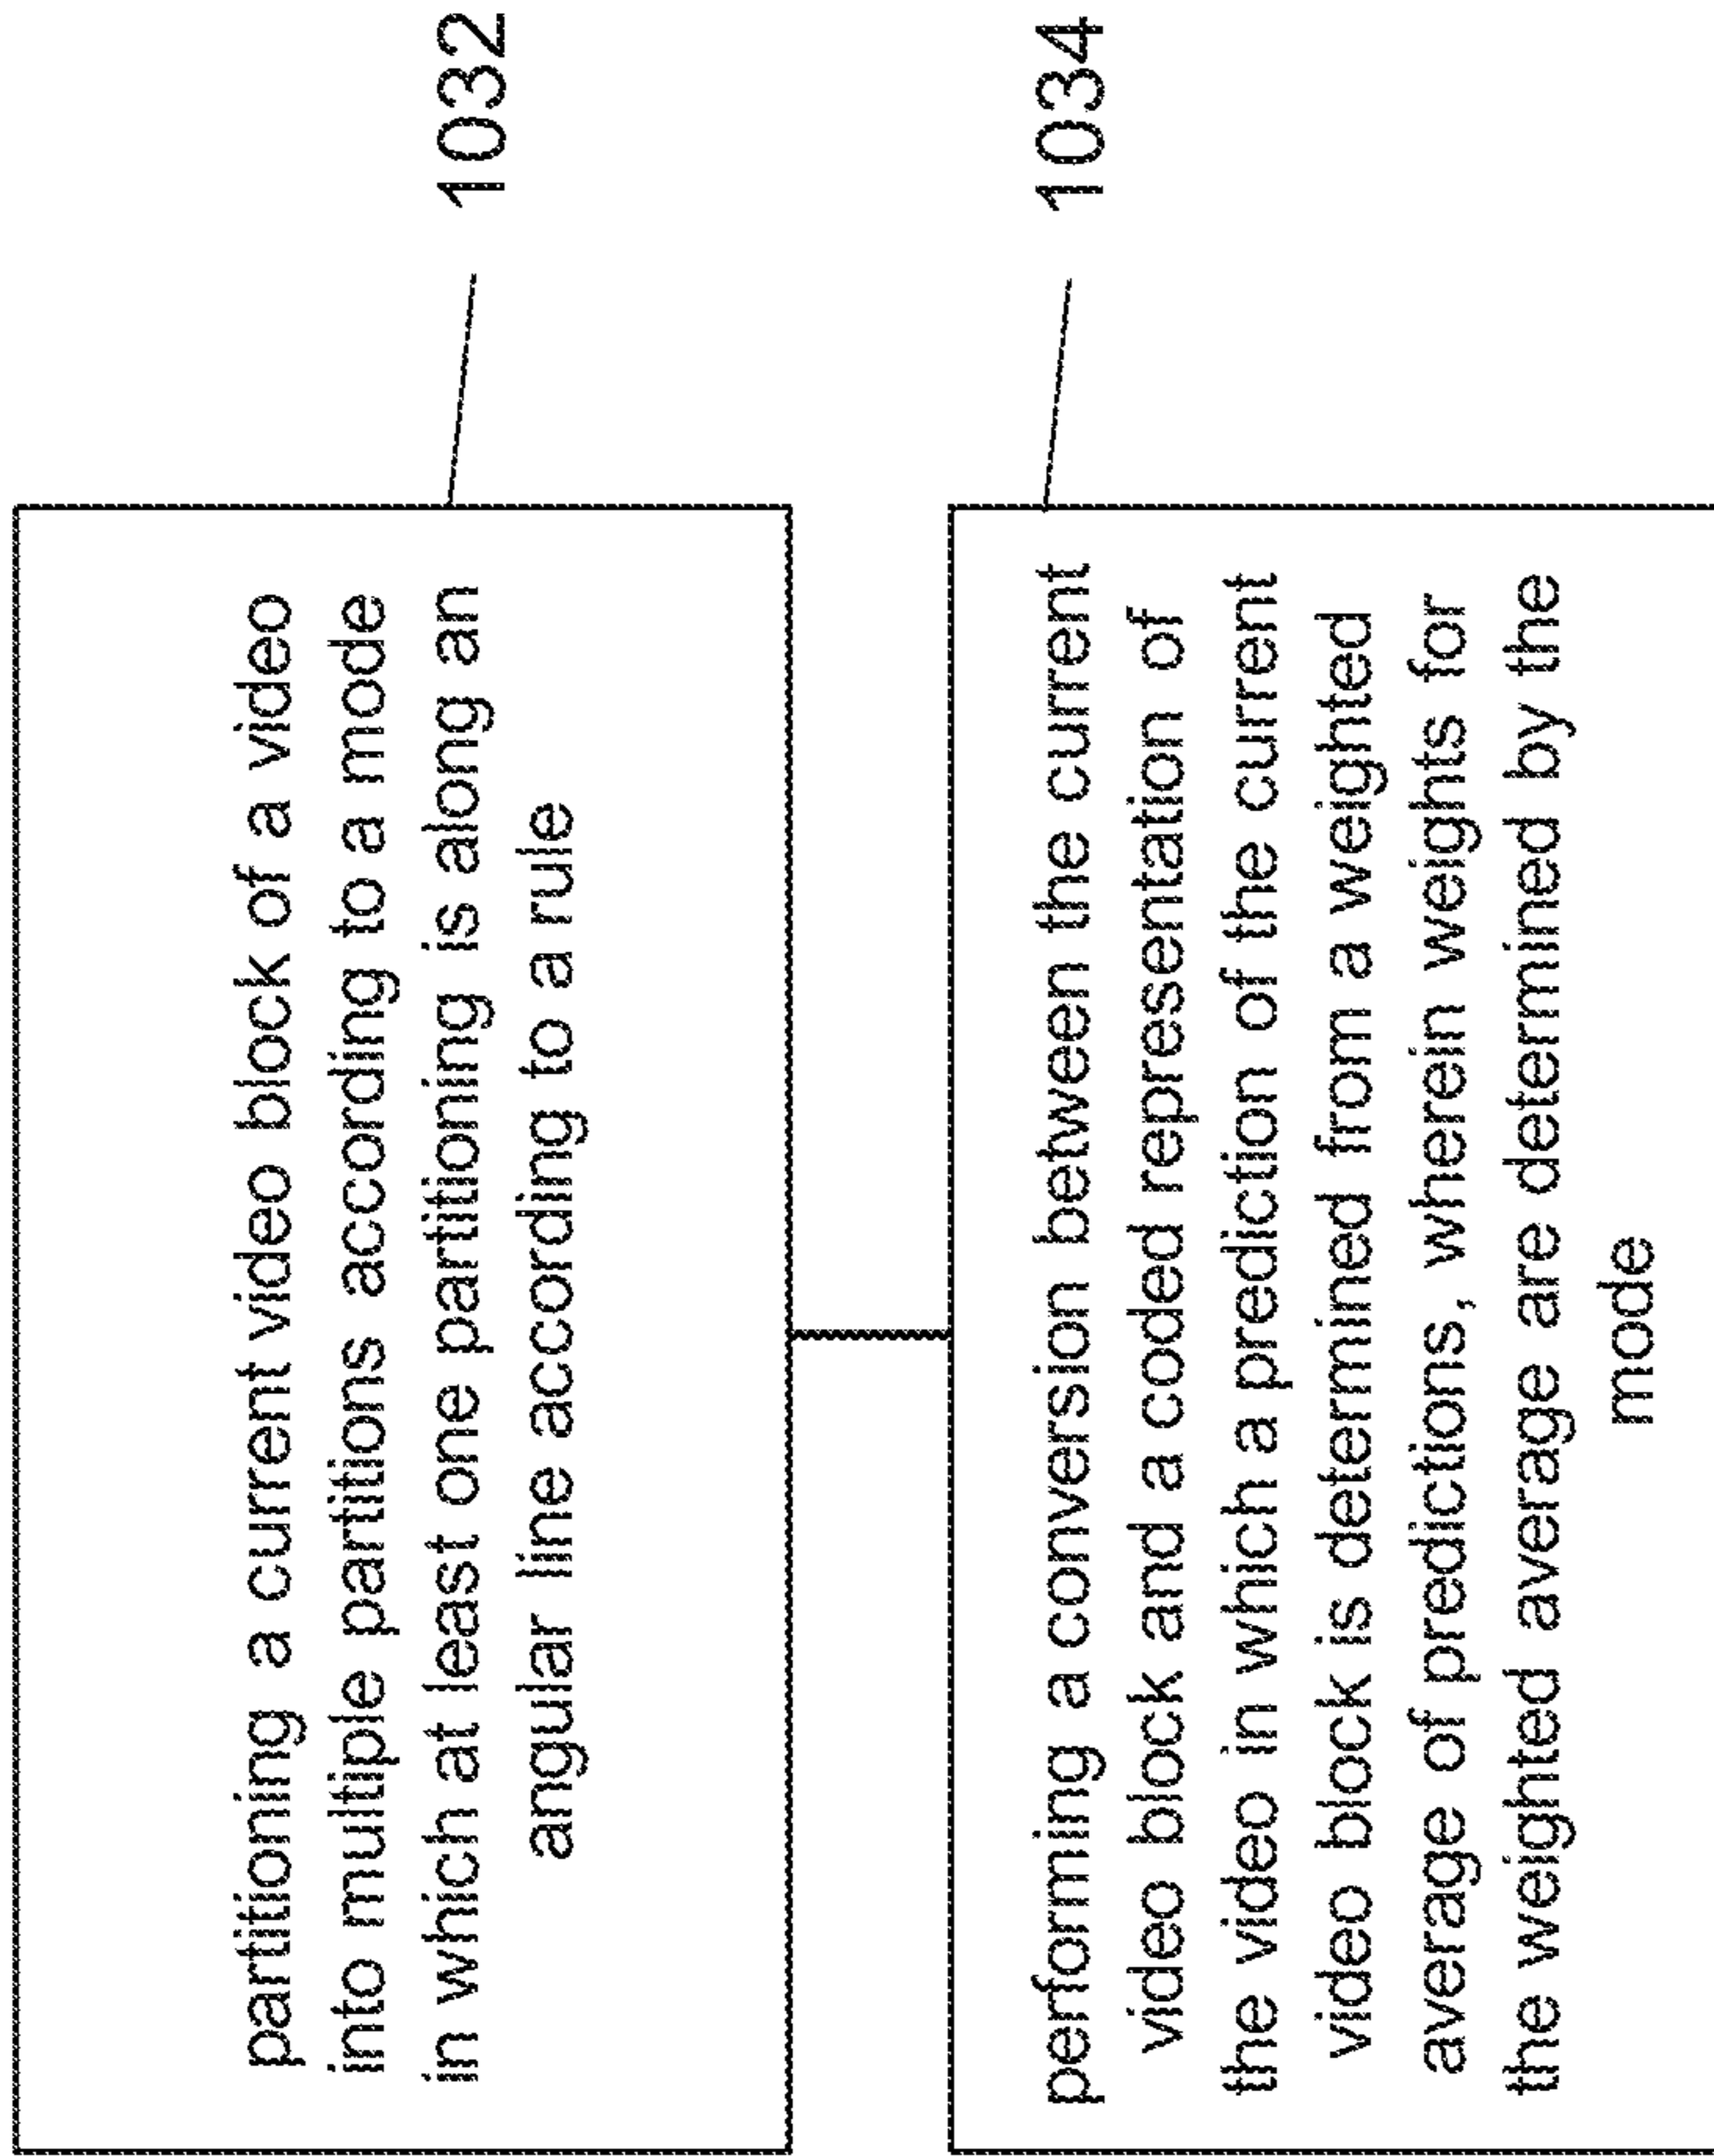 partitioning a current video block of a video
into multiple partitions according to a mode
in which at least one partitioning is along an
angular line according to a rule
1032
performing a conversion between the current
video block and a coded representation of
the video in which a prediction of the current
video block is determined from a weighted
average of predictions, wherein weights for
the weighted average are determined by the
mode
1034